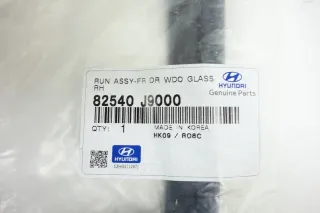 RUN ASSY-FR DR WDO GLASS
RH
HYUNDAI
Genuine Parts
82540 J9000
QTY: 1
MADE IN KOREA
HK09 / R08C
HYUNDAI